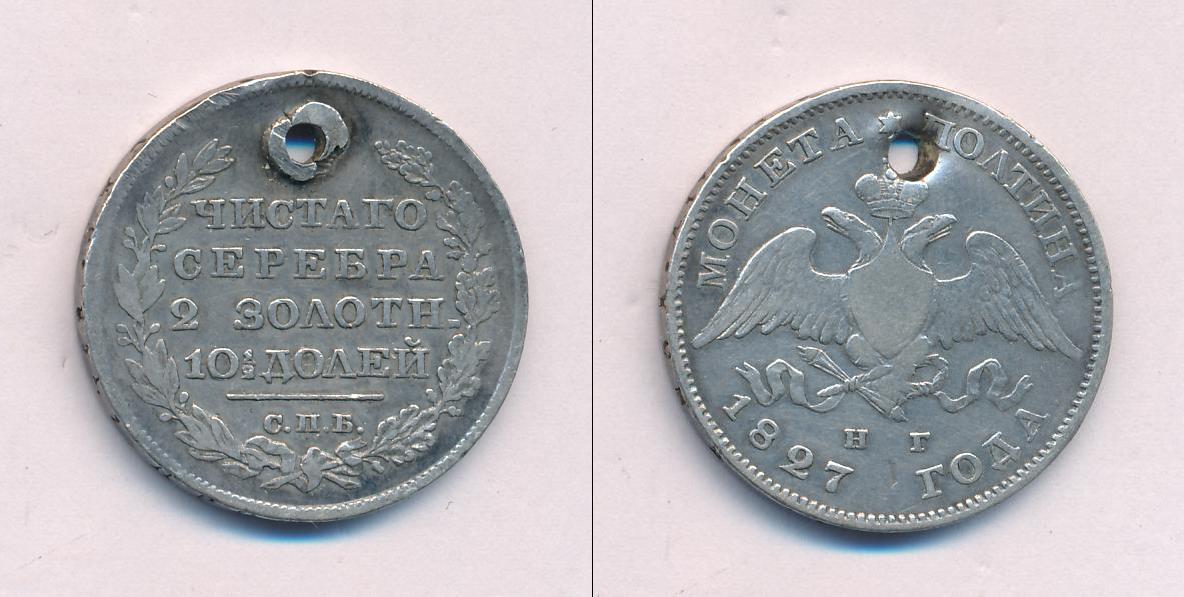 ЧИСТАГО
СЕРЕБРА
2 ЗОЛОТН.
10½ ДОЛЕЙ
С.П.Б.
МОНЕТА ПОЛТИНА
Н Г
1827 ГОДА